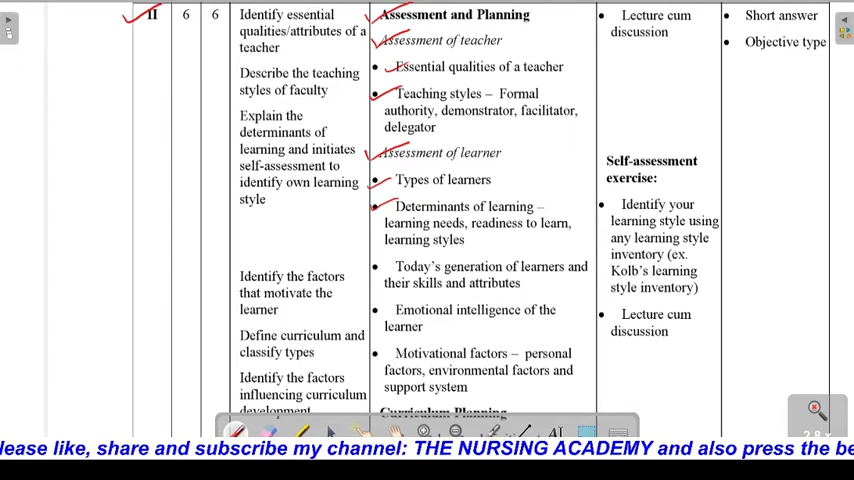 II
6
6
Identify essential
qualities/attributes of a
teacher
Describe the teaching
styles of faculty
Explain the
determinants of
learning and initiates
self-assessment to
identify own learning
style
Identify the factors
that motivate the
learner
Define curriculum and
classify types
Identify the factors
influencing curriculum
development
Assessment and Planning
Assessment of teacher
• Essential qualities of a teacher
• Teaching styles – Formal
authority, demonstrator, facilitator,
delegator
Assessment of learner
• Types of learners
• Determinants of learning –
learning needs, readiness to learn,
learning styles
• Today's generation of learners and
their skills and attributes
• Emotional intelligence of the
learner
• Motivational factors – personal
factors, environmental factors and
support system
Curriculum Planning
• Lecture cum
discussion
Self-assessment
exercise:
• Identify your
learning style using
any learning style
inventory (ex.
Kolb's learning
style inventory)
• Lecture cum
discussion
• Short answer
• Objective type
lease like, share and subscribe my channel: THE NURSING ACADEMY and also press the be